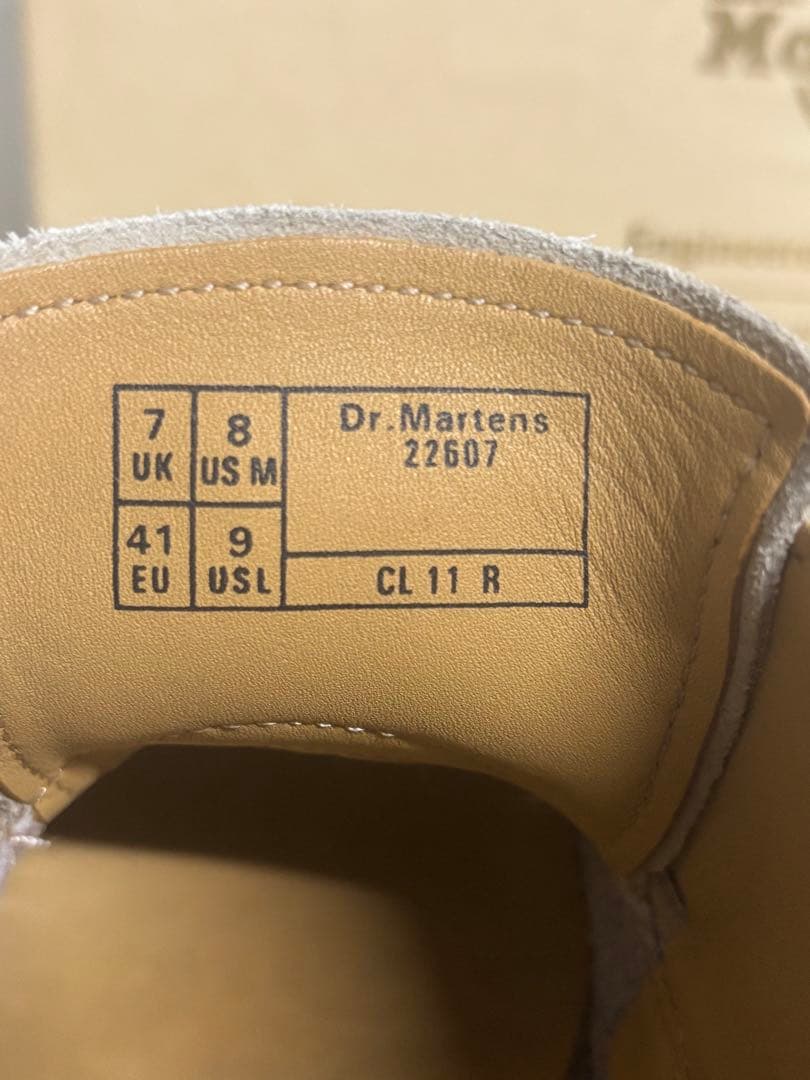 7
UK
8
US M
41
EU
9
USL
Dr.Martens
22607
CL 11 R